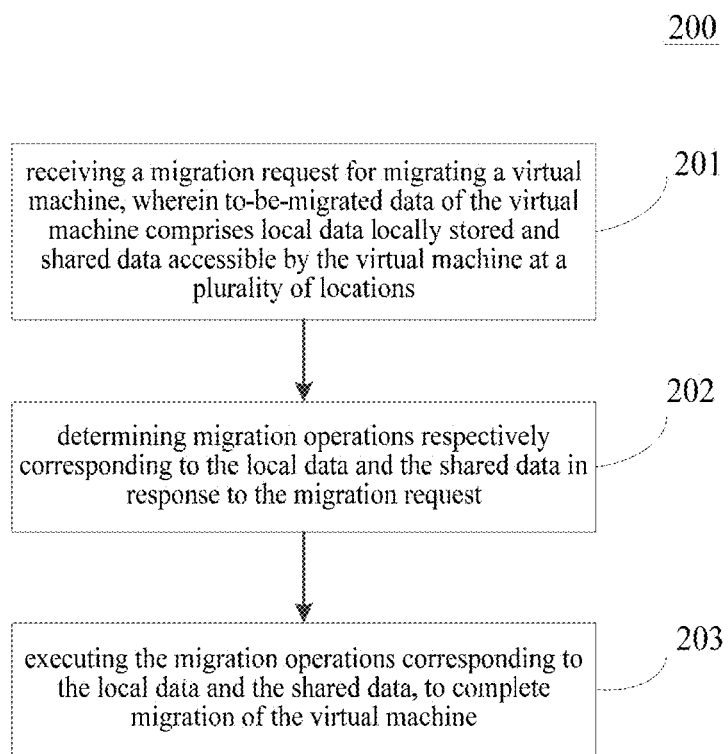 200
receiving a migration request for migrating a virtual
machine, wherein to-be-migrated data of the virtual
machine comprises local data locally stored and
shared data accessible by the virtual machine at a
plurality of locations
201
determining migration operations respectively
corresponding to the local data and the shared data in
response to the migration request
202
executing the migration operations corresponding to
the local data and the shared data, to complete
migration of the virtual machine
203